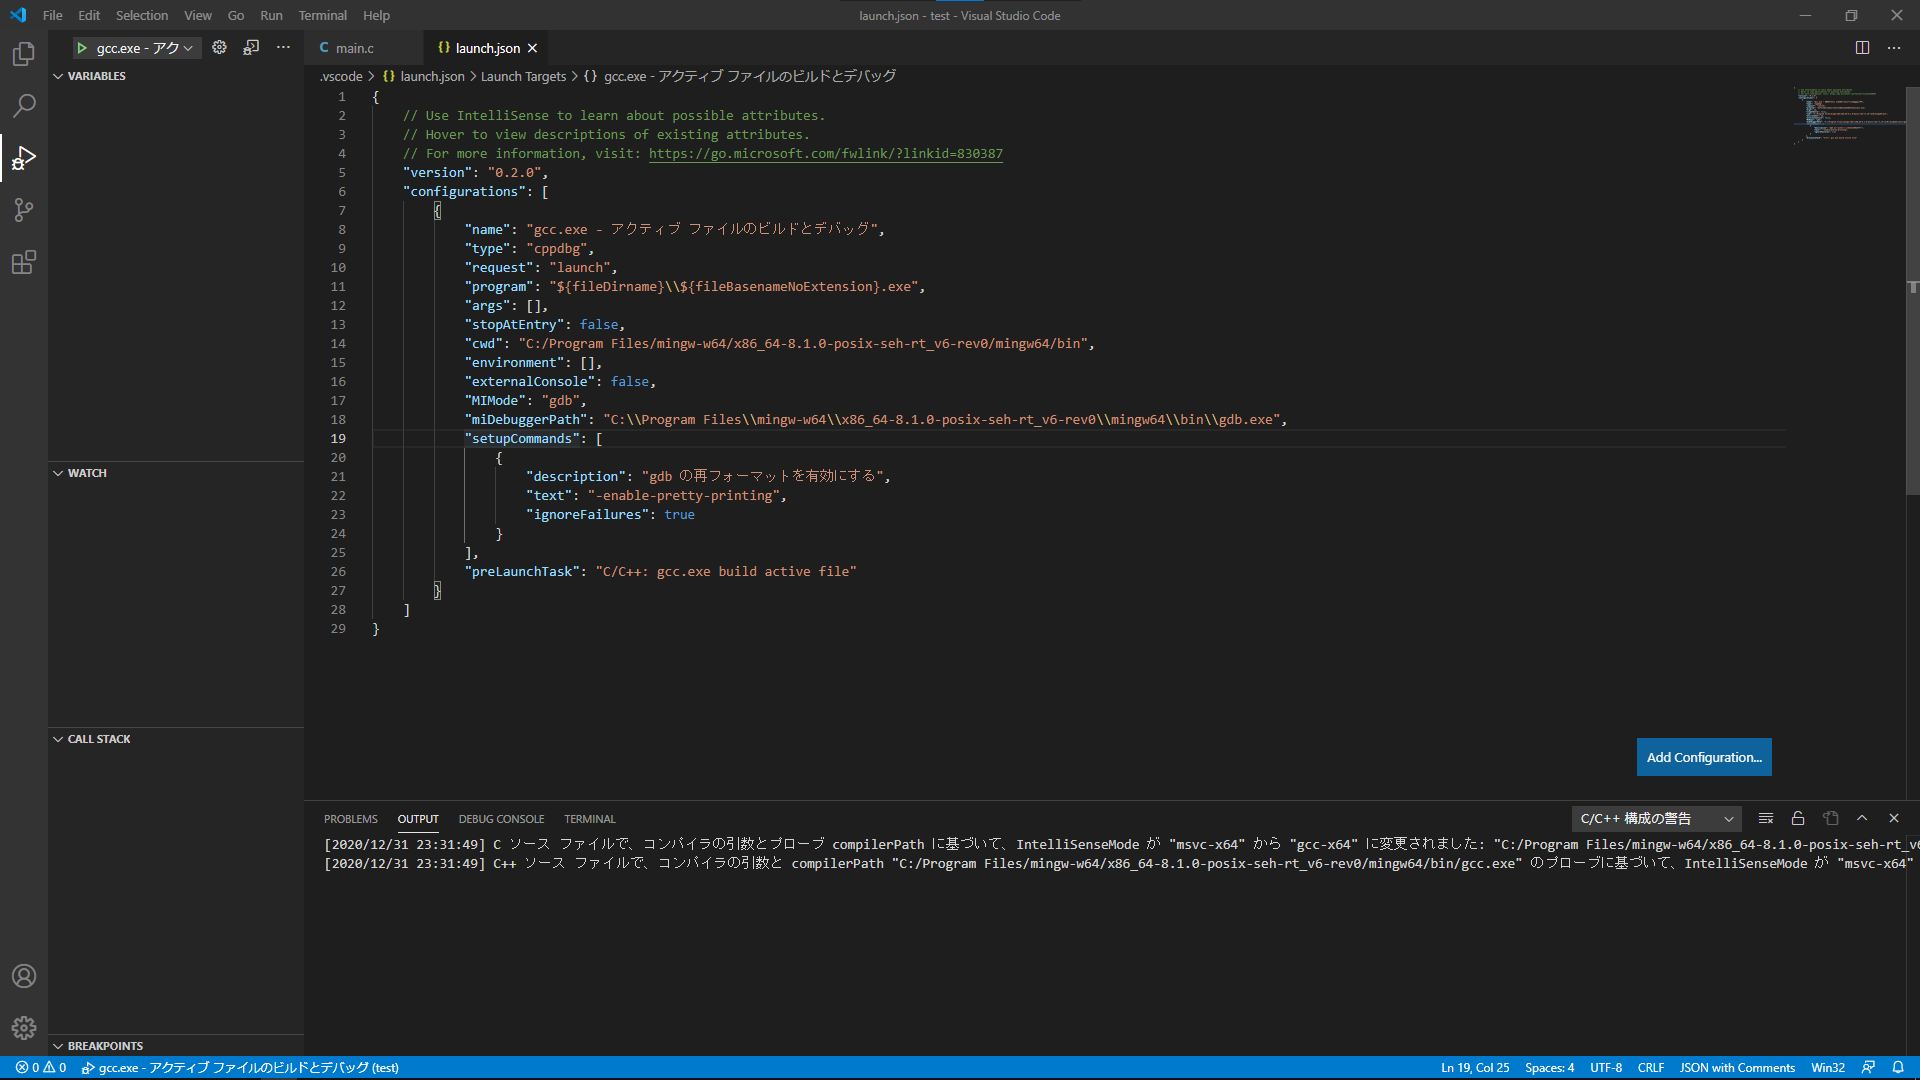 File Edit Selection View Go Run Terminal Help
launch.json - test - Visual Studio Code
gcc.exe - アク
main.c
launch.json
VARIABLES
.vscode > {} launch.json > Launch Targets > {} gcc.exe - アクティブ ファイルのビルドとデバッグ
1 {
2 // Use IntelliSense to learn about possible attributes.
3 // Hover to view descriptions of existing attributes.
4 // For more information, visit: https://go.microsoft.com/fwlink/?linkid=830387
5 "version": "0.2.0",
6 "configurations": [
7 {
8 "name": "gcc.exe - アクティブ ファイルのビルドとデバッグ",
9 "type": "cppdbg",
10 "request": "launch",
11 "program": "${fileDirname}\\${fileBasenameNoExtension}.exe",
12 "args": [],
13 "stopAtEntry": false,
14 "cwd": "C:/Program Files/mingw-w64/x86_64-8.1.0-posix-seh-rt_v6-rev0/mingw64/bin",
15 "environment": [],
16 "externalConsole": false,
17 "MIMode": "gdb",
18 "miDebuggerPath": "C:\\Program Files\\mingw-w64\\x86_64-8.1.0-posix-seh-rt_v6-rev0\\mingw64\\bin\\gdb.exe",
19 "setupCommands": [
20 {
21 "description": "gdb の再フォーマットを有効にする",
22 "text": "-enable-pretty-printing",
23 "ignoreFailures": true
24 }
25 ],
26 "preLaunchTask": "C/C++: gcc.exe build active file"
27 }
28 ]
29 }
WATCH
CALL STACK
BREAKPOINTS
Add Configuration...
PROBLEMS OUTPUT DEBUG CONSOLE TERMINAL
C/C++ 構成の警告
[2020/12/31 23:31:49] C ソース ファイルで、コンパイラの引数とプローブ compilerPath に基づいて、IntelliSenseMode が "msvc-x64" から "gcc-x64" に変更されました: "C:/Program Files/mingw-w64/x86_64-8.1.0-posix-seh-rt_v6
[2020/12/31 23:31:49] C++ ソース ファイルで、コンパイラの引数と compilerPath "C:/Program Files/mingw-w64/x86_64-8.1.0-posix-seh-rt_v6-rev0/mingw64/bin/gcc.exe" のプローブに基づいて、IntelliSenseMode が "msvc-x64"
0 0 gcc.exe - アクティブ ファイルのビルドとデバッグ (test)
Ln 19, Col 25 Spaces: 4 UTF-8 CRLF JSON with Comments Win32